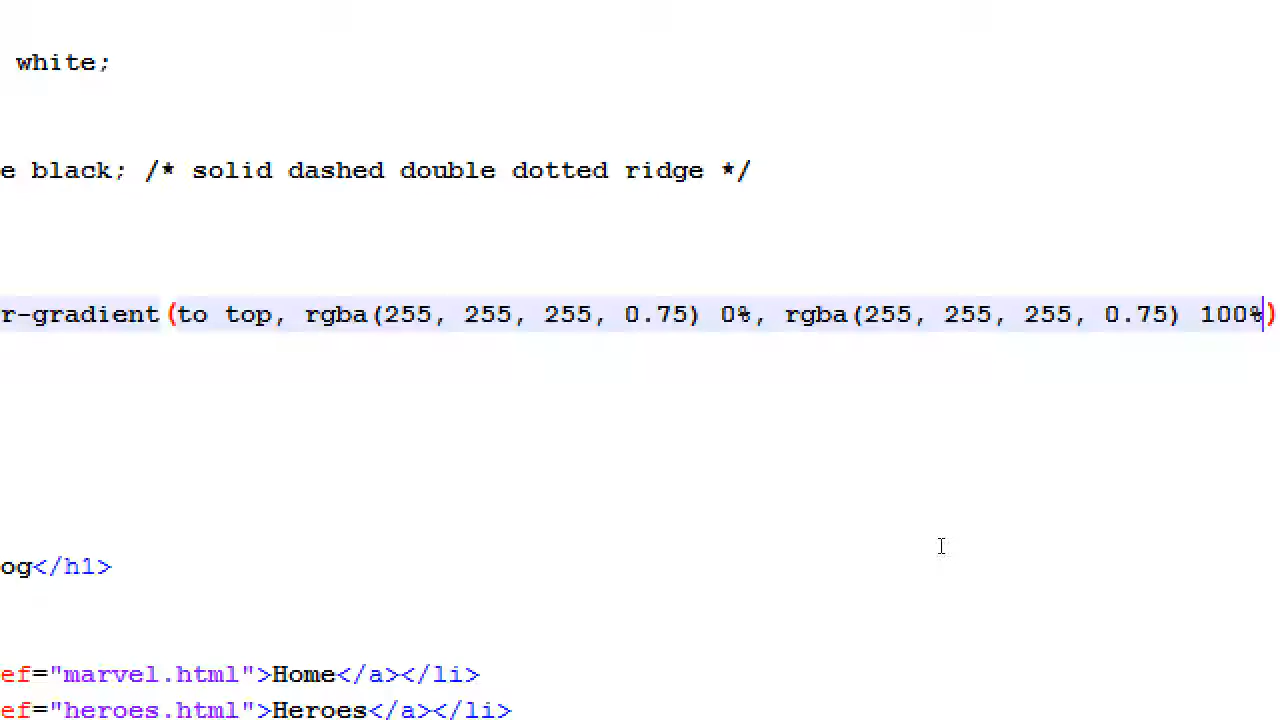 white;
e black; /* solid dashed double dotted ridge */
r-gradient(to top, rgba(255, 255, 255, 0.75) 0%, rgba(255, 255, 255, 0.75) 100%)
og</h1>
ef="marvel.html">Home</a></li>
ef="heroes.html">Heroes</a></li>